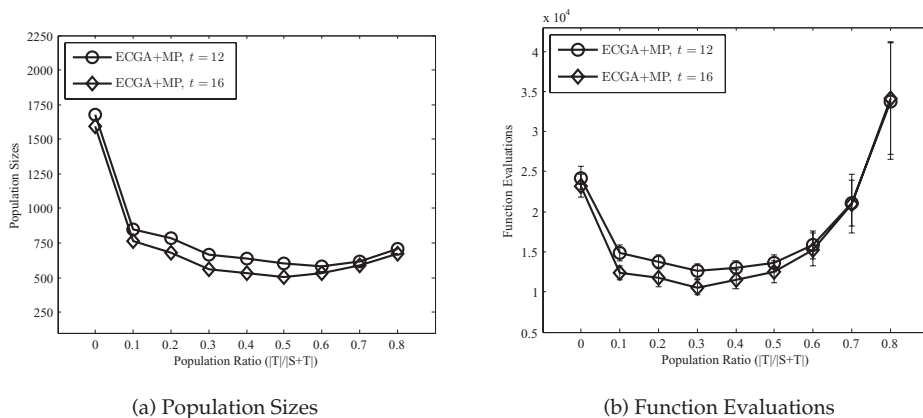 2250
2000
1750
1500
1250
1000
750
500
250
Population Sizes
ECGA+MP, t = 12
ECGA+MP, t = 16
0 0.1 0.2 0.3 0.4 0.5 0.6 0.7 0.8
Population Ratio (|T|/|S+T|)
(a) Population Sizes
x 10⁴
4
3.5
3
2.5
2
1.5
1
0.5
Function Evaluations
ECGA+MP, t = 12
ECGA+MP, t = 16
0 0.1 0.2 0.3 0.4 0.5 0.6 0.7 0.8
Population Ratio (|T|/|S+T|)
(b) Function Evaluations